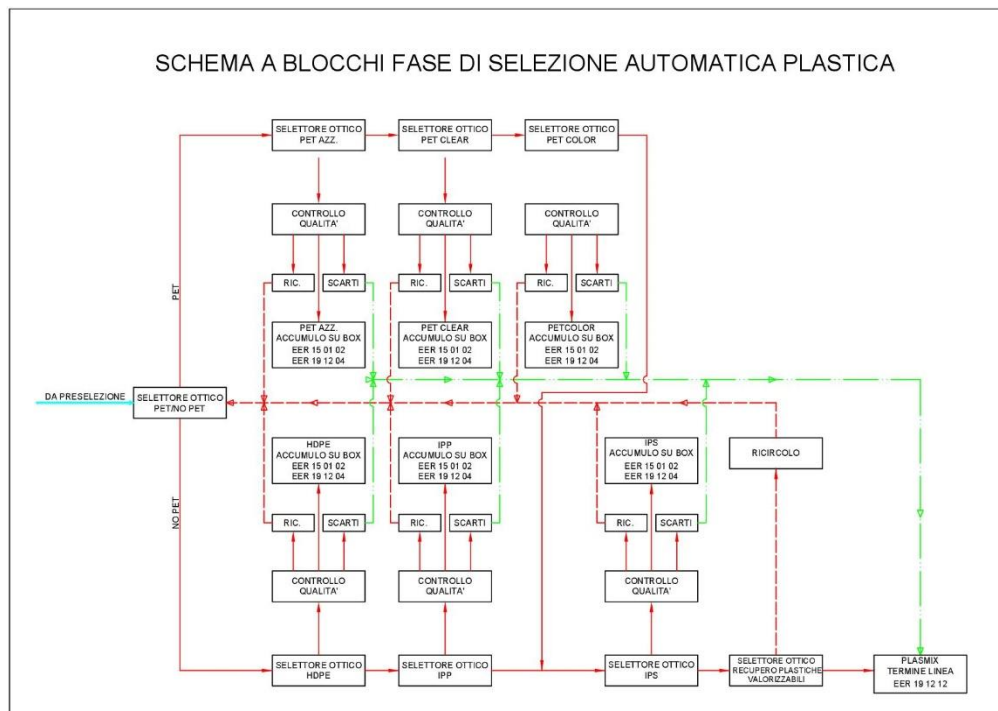 SCHEMA A BLOCCHI FASE DI SELEZIONE AUTOMATICA PLASTICA
SELETTORE OTTICO
PET AZZ.
SELETTORE OTTICO
PET CLEAR
SELETTORE OTTICO
PET COLOR
CONTROLLO
QUALITA'
CONTROLLO
QUALITA'
CONTROLLO
QUALITA'
RIC.
SCARTI
RIC.
SCARTI
RIC.
SCARTI
PET
PET AZZ.
ACCUMULO SU BOX
EER 15 01 02
EER 19 12 04
PET CLEAR
ACCUMULO SU BOX
EER 15 01 02
EER 19 12 04
PETCOLOR
ACCUMULO SU BOX
EER 15 01 02
EER 19 12 04
DA PRESELEZIONE
SELETTORE OTTICO
PET/NO PET
HDPE
ACCUMULO SU BOX
EER 15 01 02
EER 19 12 04
IPP
ACCUMULO SU BOX
EER 15 01 02
EER 19 12 04
IPS
ACCUMULO SU BOX
EER 15 01 02
EER 19 12 04
RICIRCOLO
NO PET
RIC.
SCARTI
RIC.
SCARTI
RIC.
SCARTI
CONTROLLO
QUALITA'
CONTROLLO
QUALITA'
CONTROLLO
QUALITA'
SELETTORE OTTICO
HDPE
SELETTORE OTTICO
IPP
SELETTORE OTTICO
IPS
SELETTORE OTTICO
RECUPERO PLASTICHE
VALORIZZABILI
PLASMIX
TERMINE LINEA
EER 19 12 12